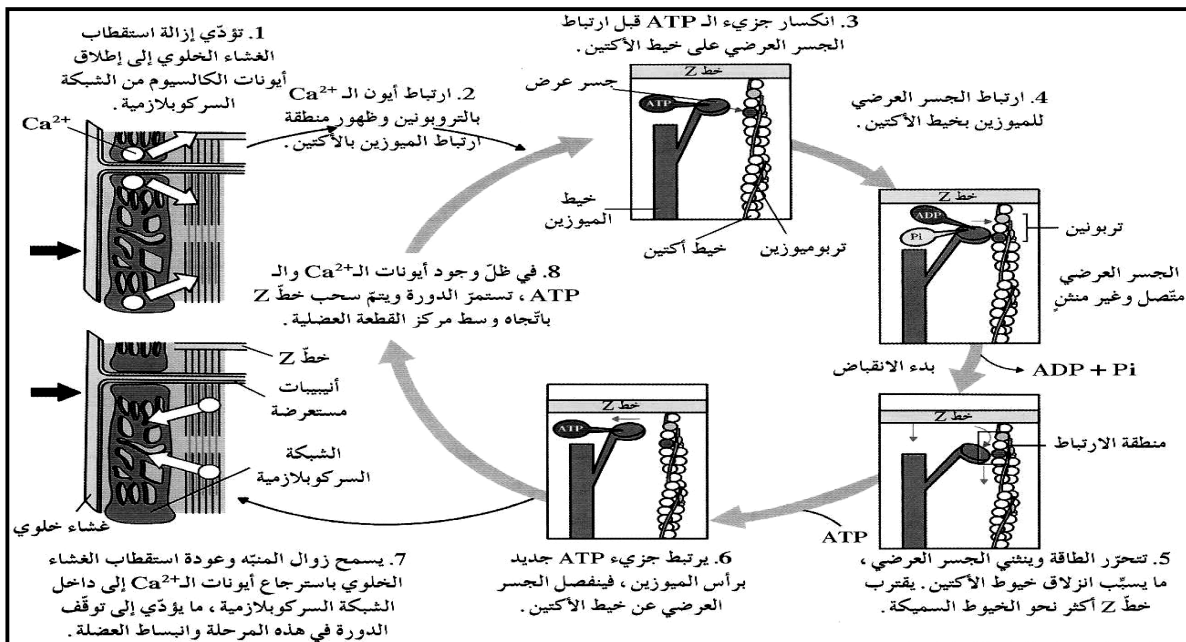 1. تؤدّي إزالة استقطاب
الغشاء الخلوي إلى إطلاق
أيونات الكالسيوم من الشبكة
السركوبلازمية.
Ca²⁺
2. ارتباط أيون الـ Ca²⁺
بالتروبونين وظهور منطقة
ارتباط الميوزين بالأكتين.
3. انكسار جزيء الـ ATP قبل ارتباط
الجسر العرضي على خيط الأكتين.
خط Z
جسر عرض
ATP
خيط
الميوزين
خيط أكتين
تربوميوزين
4. ارتباط الجسر العرضي
للميوزين بخيط الأكتين.
خط Z
ADP
Pi
تربونين
الجسر العرضي
متّصل وغير منثنٍ
بدء الانقباض
ADP + Pi
خط Z
منطقة الارتباط
5. تتحرّر الطاقة وينثني الجسر العرضي،
ما يسبّب انزلاق خيوط الأكتين. يقترب
خطّ Z أكثر نحو الخيوط السميكة.
ATP
خط Z
ATP
6. يرتبط جزيء ATP جديد
برأس الميوزين، فينفصل الجسر
العرضي عن خيط الأكتين.
7. يسمح زوال المنبّه وعودة استقطاب الغشاء
الخلوي باسترجاع أيونات الـCa²⁺ إلى داخل
الشبكة السركوبلازمية، ما يؤدّي إلى توقّف
الدورة في هذه المرحلة وانبساط العضلة.
8. في ظلّ وجود أيونات الـCa²⁺ والـ
ATP، تستمرّ الدورة ويتمّ سحب خطّ Z
باتّجاه وسط مركز القطعة العضلية.
خطّ Z
أنيبيبات
مستعرضة
الشبكة
السركوبلازمية
غشاء خلوي